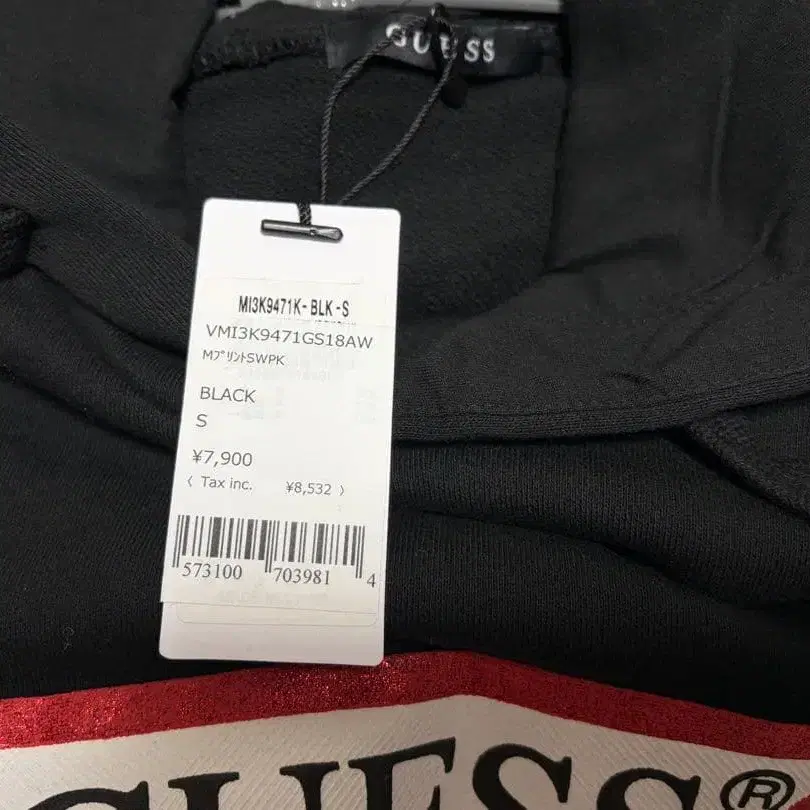 GUESS
MI3K9471K-BLK-S
VMI3K9471GS18AW
MﾌﾟﾘﾝﾄSWPK
BLACK
S
¥7,900
〈 Tax inc. ¥8,532 〉
573100 703981 4
GUESS®